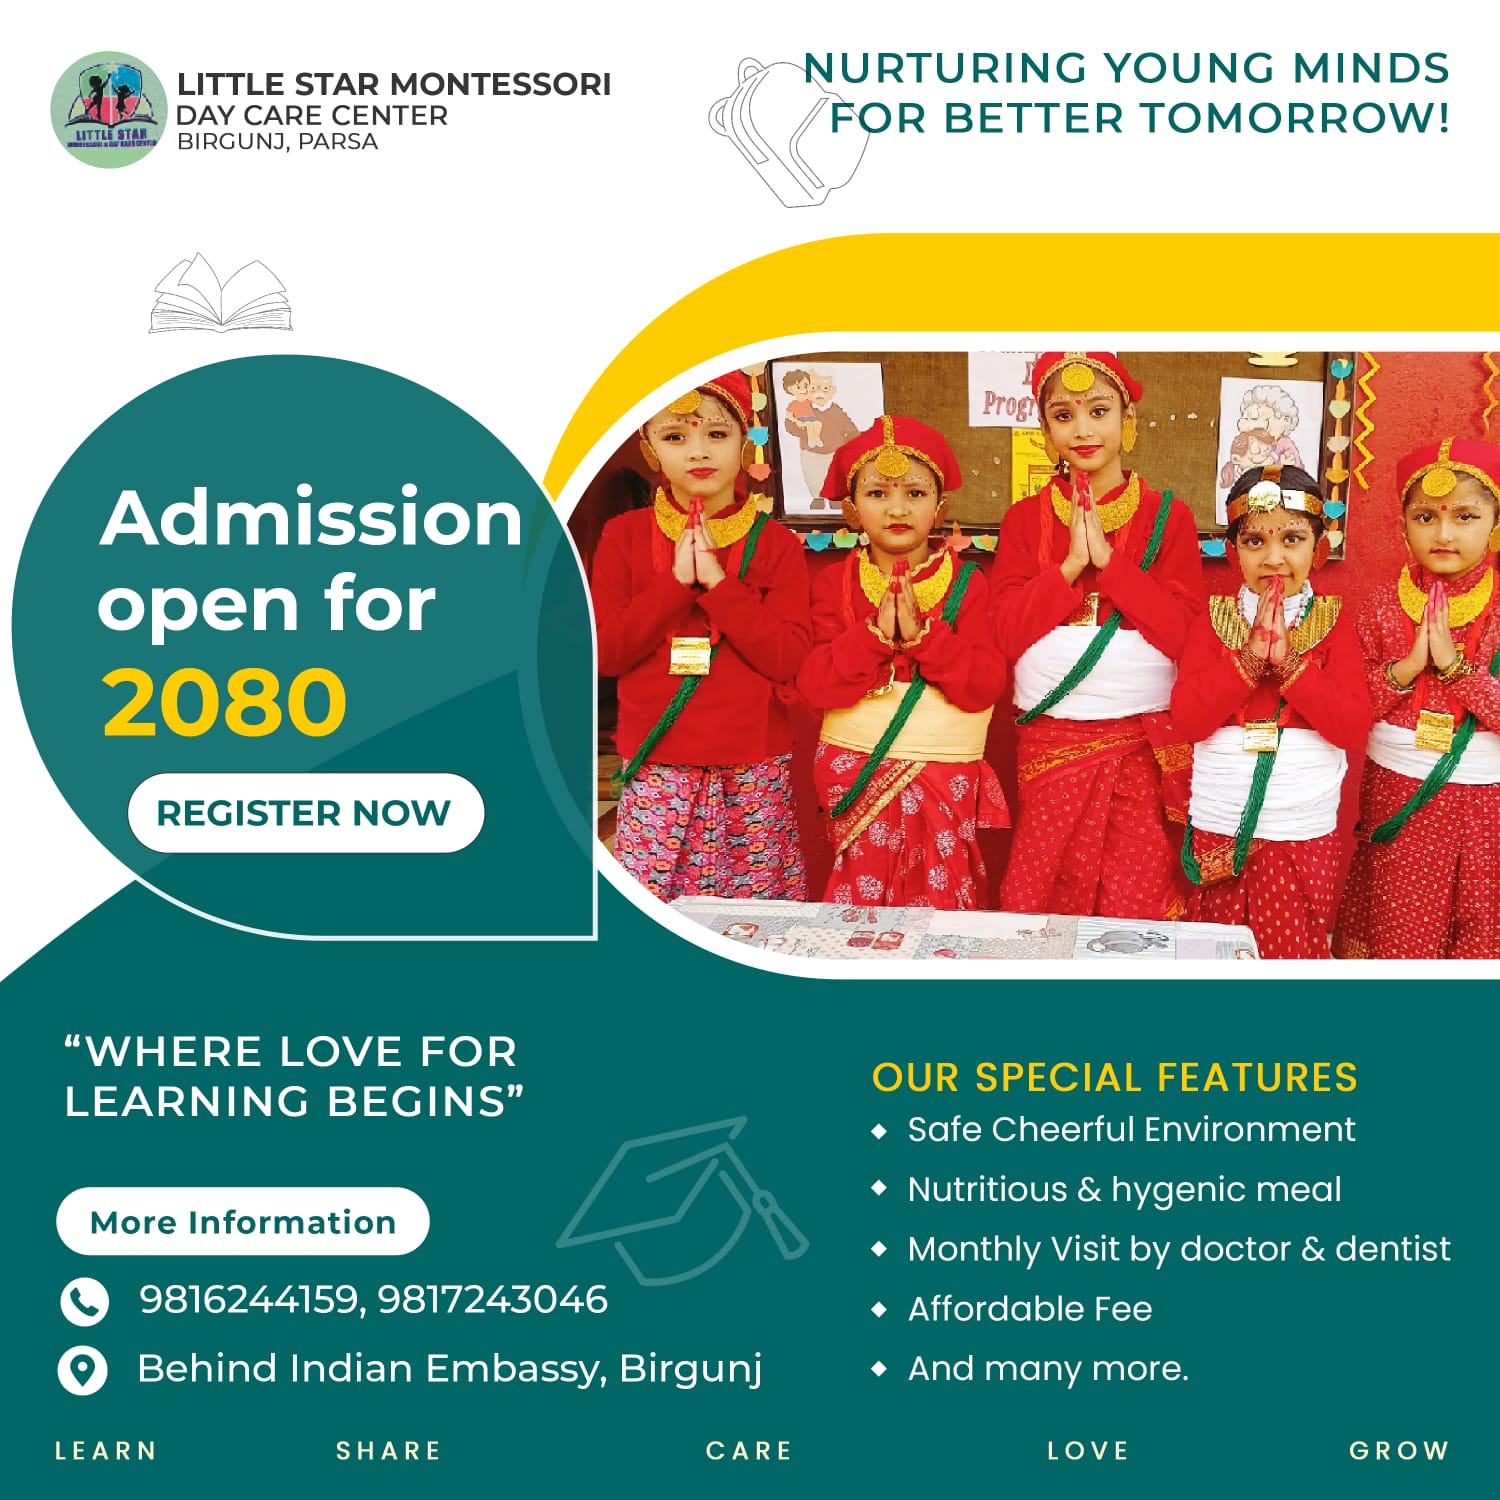 LITTLE STAR
LITTLE STAR MONTESSORI
DAY CARE CENTER
BIRGUNJ, PARSA
NURTURING YOUNG MINDS
FOR BETTER TOMORROW!
Admission
open for
2080
REGISTER NOW
“WHERE LOVE FOR
LEARNING BEGINS”
More Information
9816244159, 9817243046
Behind Indian Embassy, Birgunj
OUR SPECIAL FEATURES
Safe Cheerful Environment
Nutritious & hygenic meal
Monthly Visit by doctor & dentist
Affordable Fee
And many more.
LEARN SHARE CARE LOVE GROW